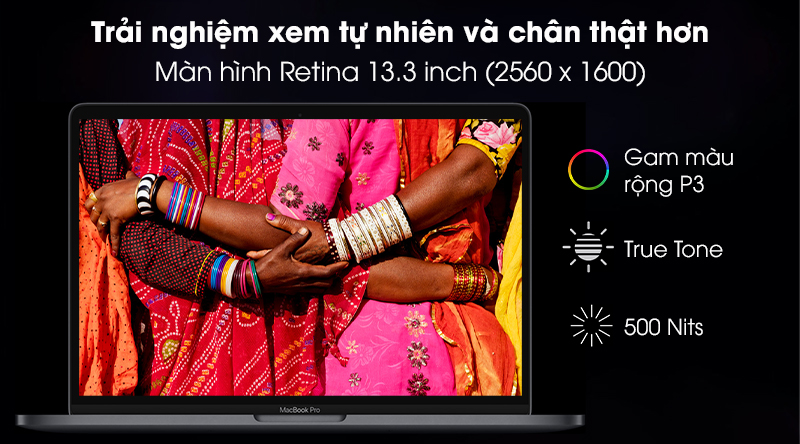 Trải nghiệm xem tự nhiên và chân thật hơn
Màn hình Retina 13.3 inch (2560 x 1600)
Gam màu
rộng P3
True Tone
500 Nits
MacBook Pro